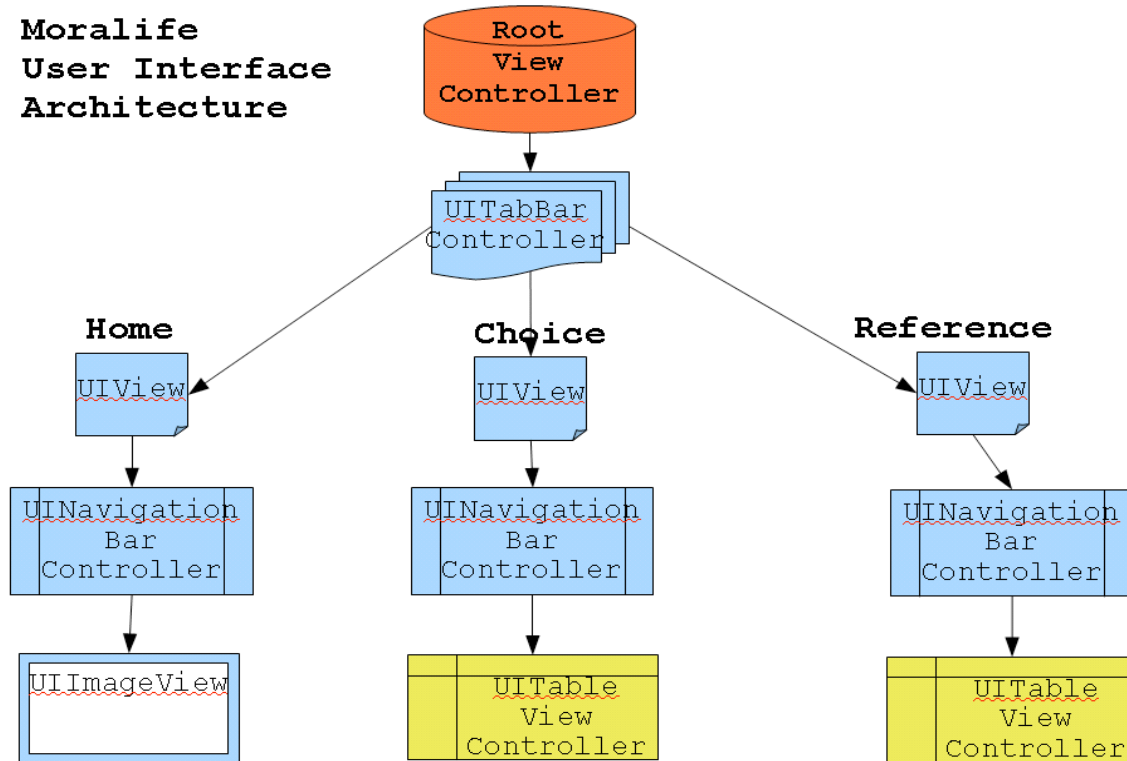 Moralife
User Interface
Architecture
Root
View
Controller
UITabBar
Controller
Home
Choice
Reference
UIView
UIView
UIView
UINavigation
Bar
Controller
UINavigation
Bar
Controller
UINavigation
Bar
Controller
UIImageView
UITable
View
Controller
UITable
View
Controller